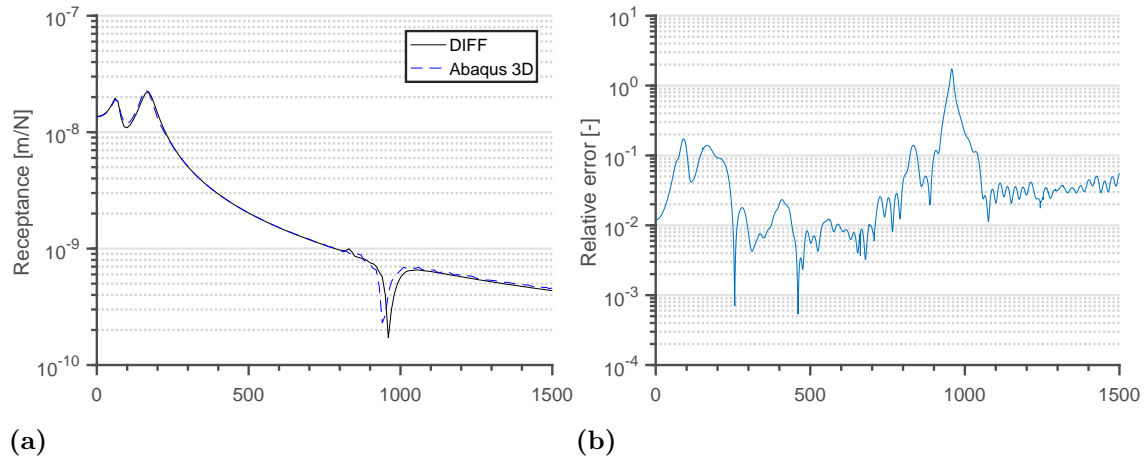 Receptance [m/N]
10^-7
10^-8
10^-9
10^-10
0 500 1000 1500
DIFF
Abaqus 3D
(a)
Relative error [-]
10^1
10^0
10^-1
10^-2
10^-3
10^-4
0 500 1000 1500
(b)